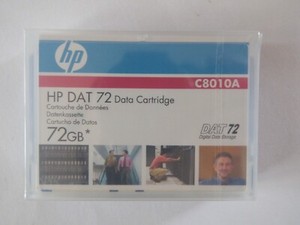 hp
C8010A
HP DAT 72 Data Cartridge
Cartouche de Données
Datenkassette
Cartucho de Datos
72GB*
DAT 72
Digital Data Storage